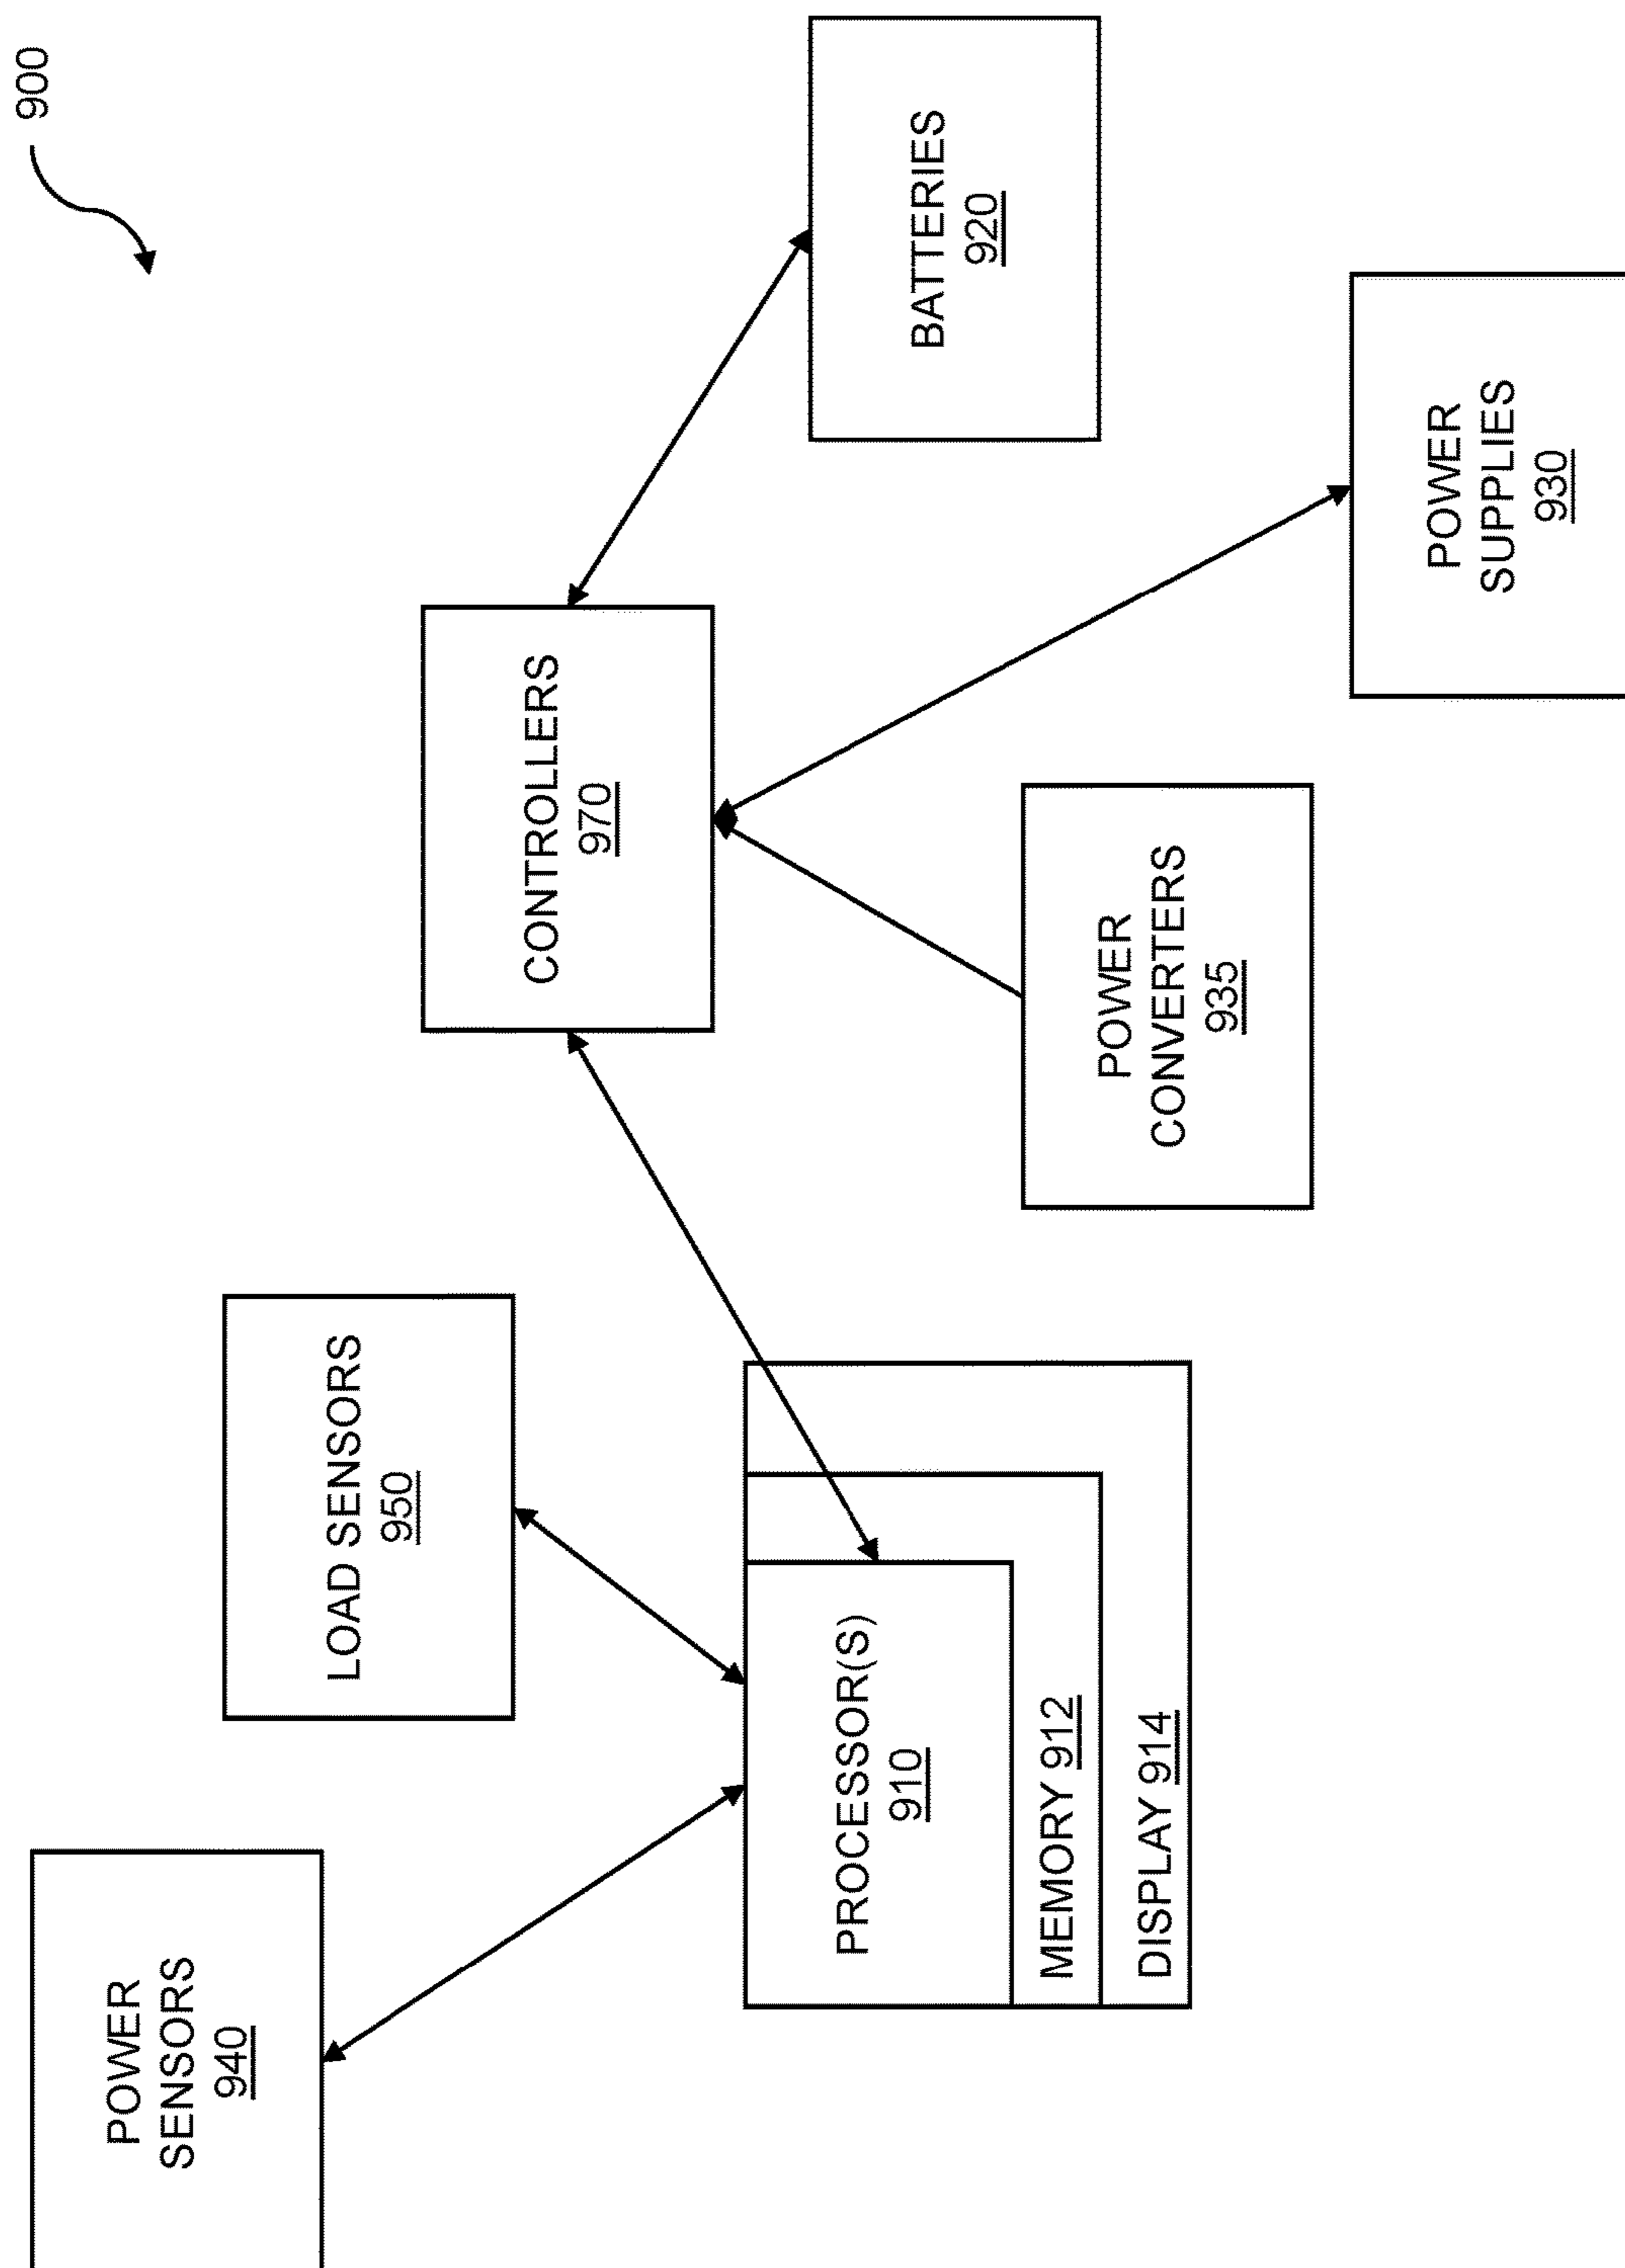 900
POWER
SENSORS
940
LOAD SENSORS
950
CONTROLLERS
970
BATTERIES
920
PROCESSOR(S)
910
MEMORY 912
DISPLAY 914
POWER
CONVERTERS
935
POWER
SUPPLIES
930